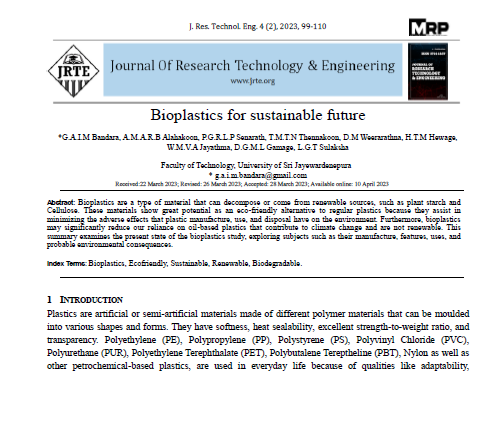 J. Res. Technol. Eng. 4 (2), 2023, 99-110
MRP
JRTE
Journal Of Research Technology & Engineering
www.jrte.org
JOURNAL OF
RESEARCH
TECHNOLOGY
& ENGINEERING
Bioplastics for sustainable future
*G.A.I.M Bandara, A.M.A.R.B Alahakoon, P.G.R.L.P Senarath, T.M.T.N Thennakoon, D.M Weerarathna, H.T.M Hewage,
W.M.V.A Jayathma, D.G.M.L Gamage, L.G.T Sulaksha
Faculty of Technology, University of Sri Jayewardenepura
* g.a.i.m.bandara@gmail.com
Received:22 March 2023; Revised: 26 March 2023; Accepted: 28 March 2023; Available online: 10 April 2023
Abstract: Bioplastics are a type of material that can decompose or come from renewable sources, such as plant starch and
Cellulose. These materials show great potential as an eco-friendly alternative to regular plastics because they assist in
minimizing the adverse effects that plastic manufacture, use, and disposal have on the environment. Furthermore, bioplastics
may significantly reduce our reliance on oil-based plastics that contribute to climate change and are not renewable. This
summary examines the present state of the bioplastics study, exploring subjects such as their manufacture, features, uses, and
probable environmental consequences.
Index Terms: Bioplastics, Ecofriendly, Sustainable, Renewable, Biodegradable.
1 INTRODUCTION
Plastics are artificial or semi-artificial materials made of different polymer materials that can be moulded
into various shapes and forms. They have softness, heat sealability, excellent strength-to-weight ratio, and
transparency. Polyethylene (PE), Polypropylene (PP), Polystyrene (PS), Polyvinyl Chloride (PVC),
Polyurethane (PUR), Polyethylene Terephthalate (PET), Polybutalene Tereptheline (PBT), Nylon as well as
other petrochemical-based plastics, are used in everyday life because of qualities like adaptability,